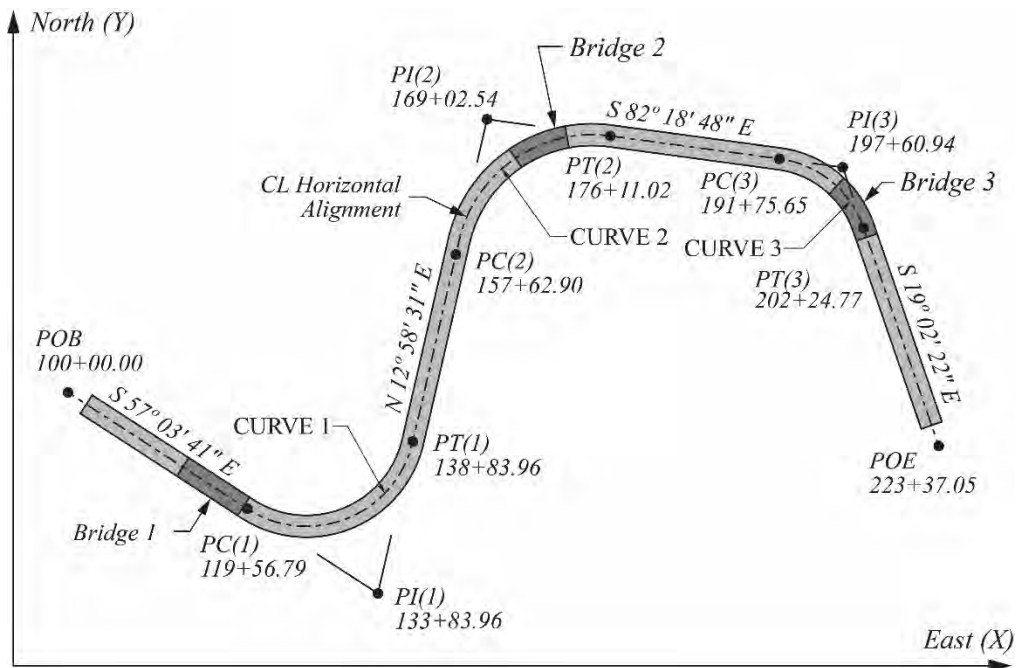 North (Y)
Bridge 2
PI(2)
169+02.54
S 82° 18' 48" E
PI(3)
197+60.94
PT(2)
176+11.02
PC(3)
191+75.65
Bridge 3
CL Horizontal
Alignment
CURVE 2
CURVE 3
PC(2)
157+62.90
PT(3)
202+24.77
S 19° 02' 22" E
N 12° 58' 31" E
POB
100+00.00
S 57° 03' 41" E
CURVE 1
PT(1)
138+83.96
POE
223+37.05
Bridge 1
PC(1)
119+56.79
PI(1)
133+83.96
East (X)